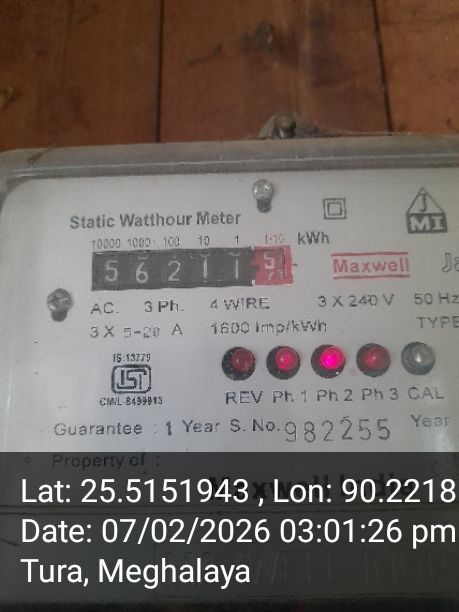 Static Watthour Meter
10000 1000 100 10 1 1/10 kWh
5 6 2 1 1 5
Maxwell
J
MI
AC. 3 Ph. 4 WIRE 3 X 240 V 50 Hz
3 X 5-20 A 1600 Imp/kWh TYPE
IS:13779
ISI
CM/L-8499913
REV Ph 1 Ph 2 Ph 3 CAL
Guarantee : 1 Year S. No. 982255 Year
Property of :
Lat: 25.5151943 , Lon: 90.2218
Date: 07/02/2026 03:01:26 pm
Tura, Meghalaya